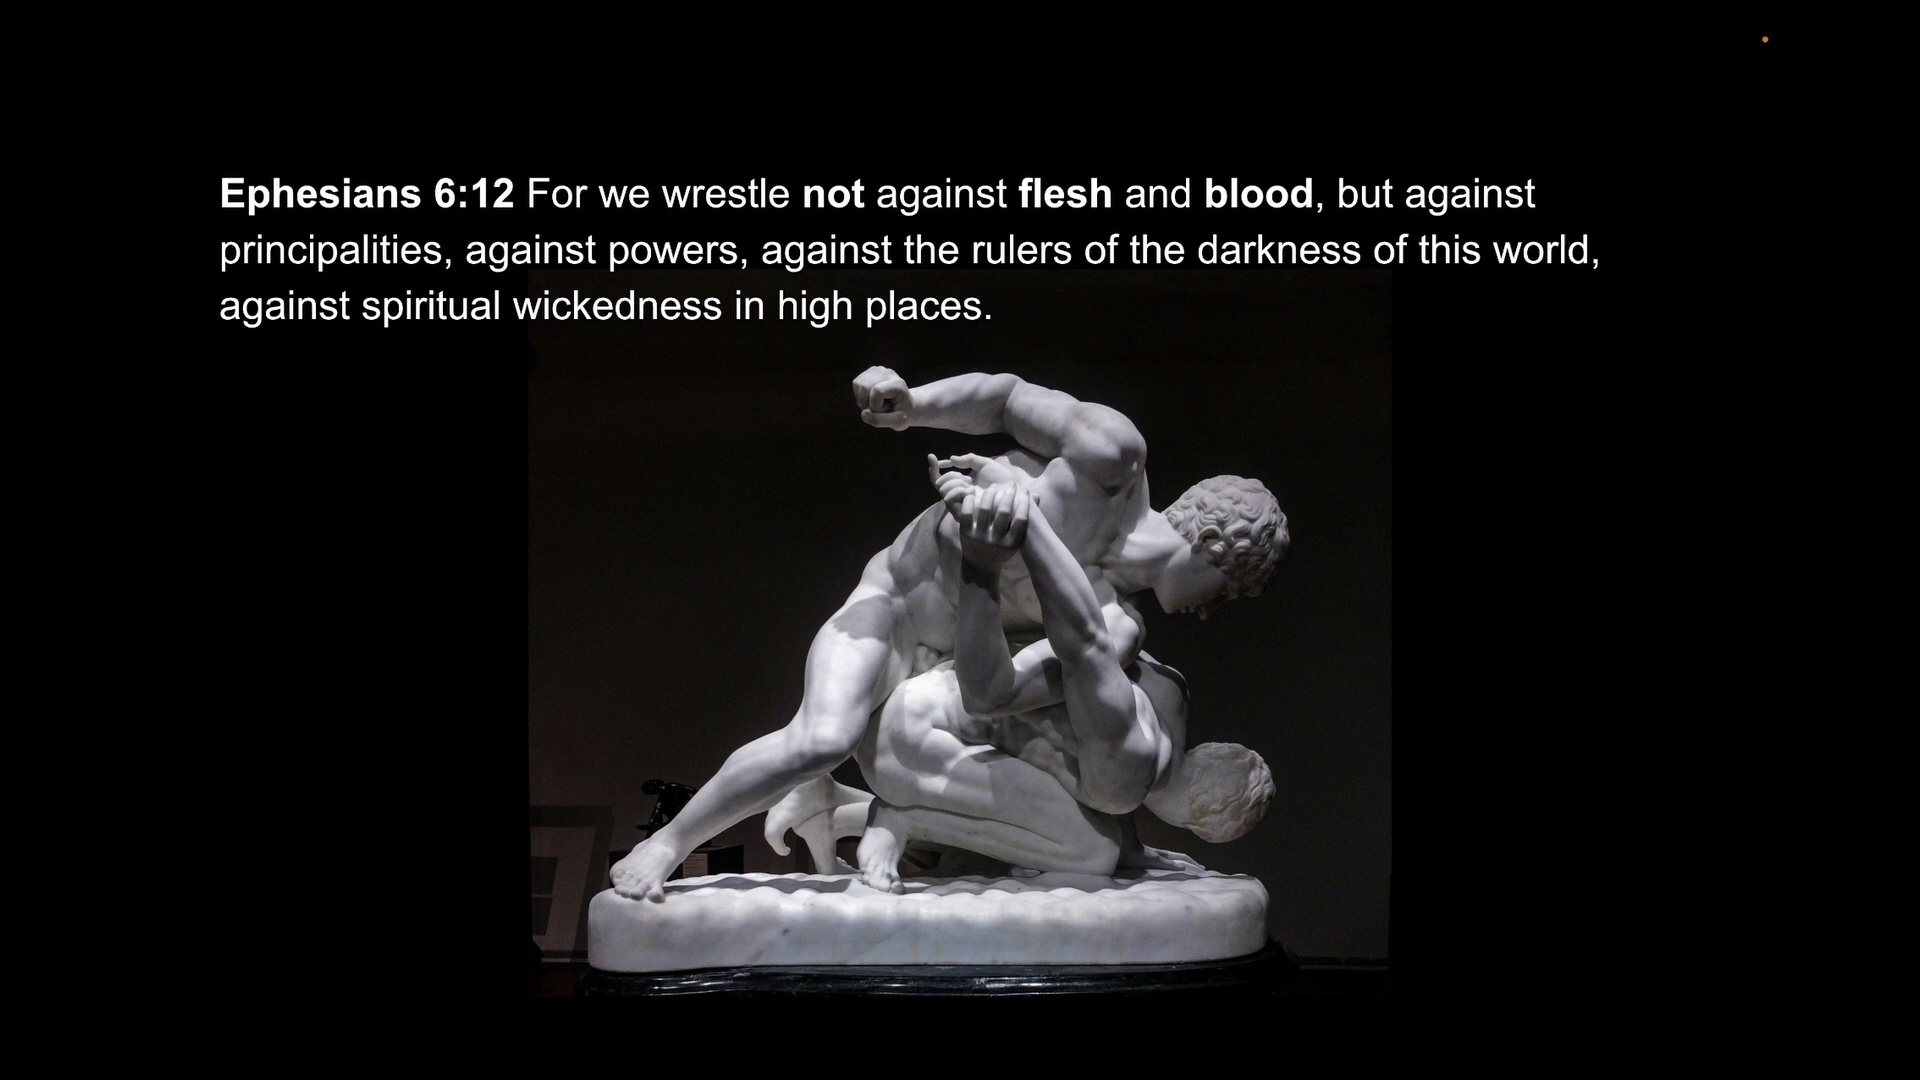 Ephesians 6:12 For we wrestle not against flesh and blood, but against
principalities, against powers, against the rulers of the darkness of this world,
against spiritual wickedness in high places.